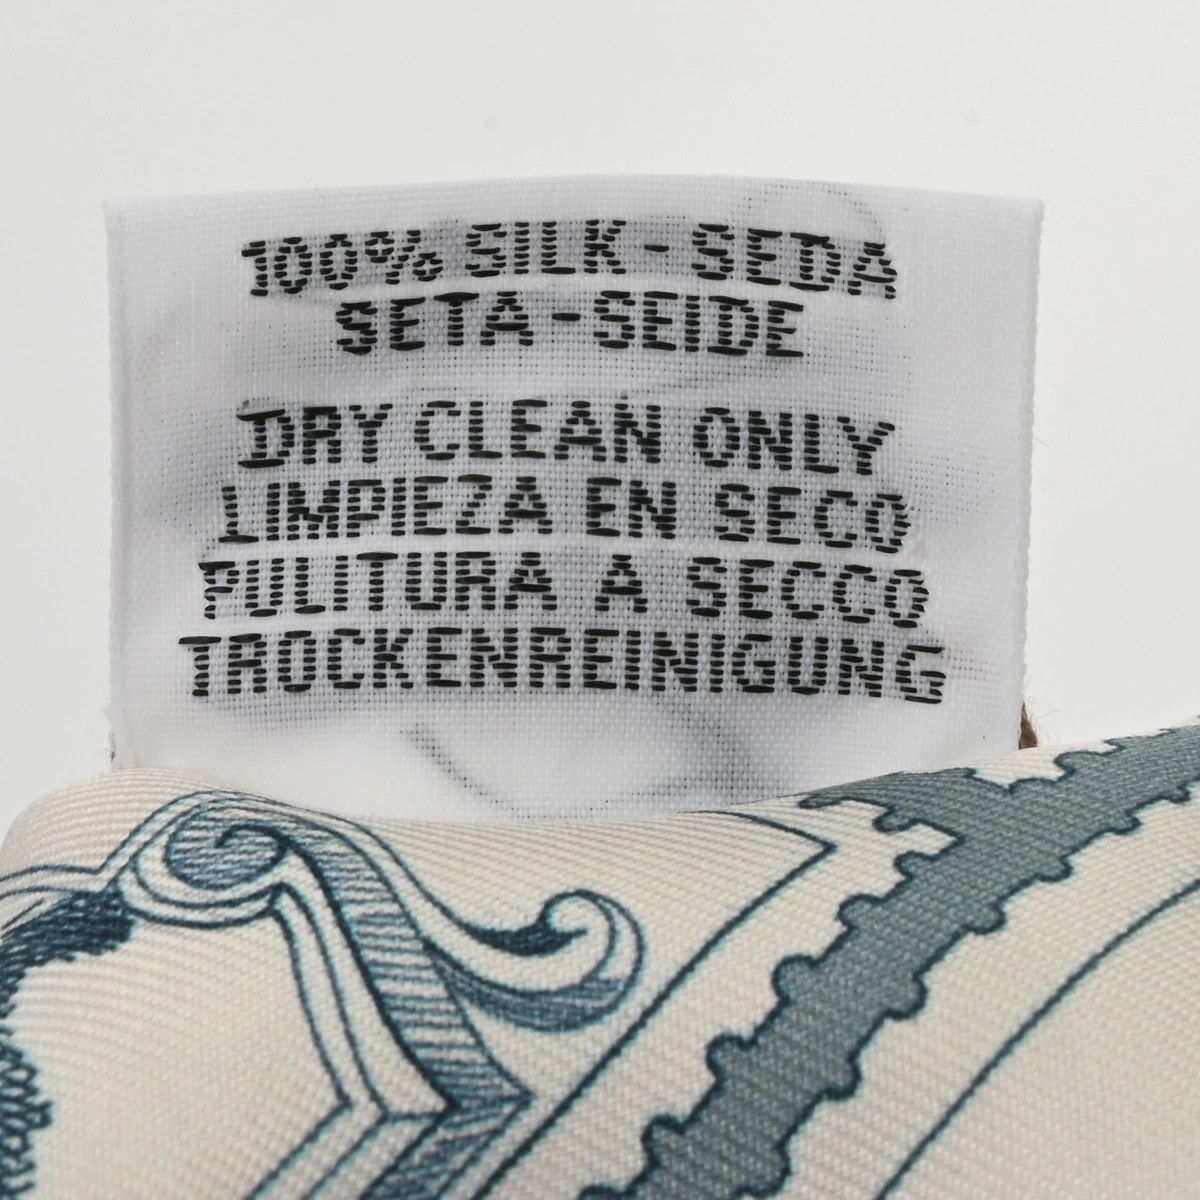 100% SILK - SEDA
SETA - SEIDE
DRY CLEAN ONLY
LIMPIEZA EN SECO
PULITURA A SECCO
TROCKENREINIGUNG